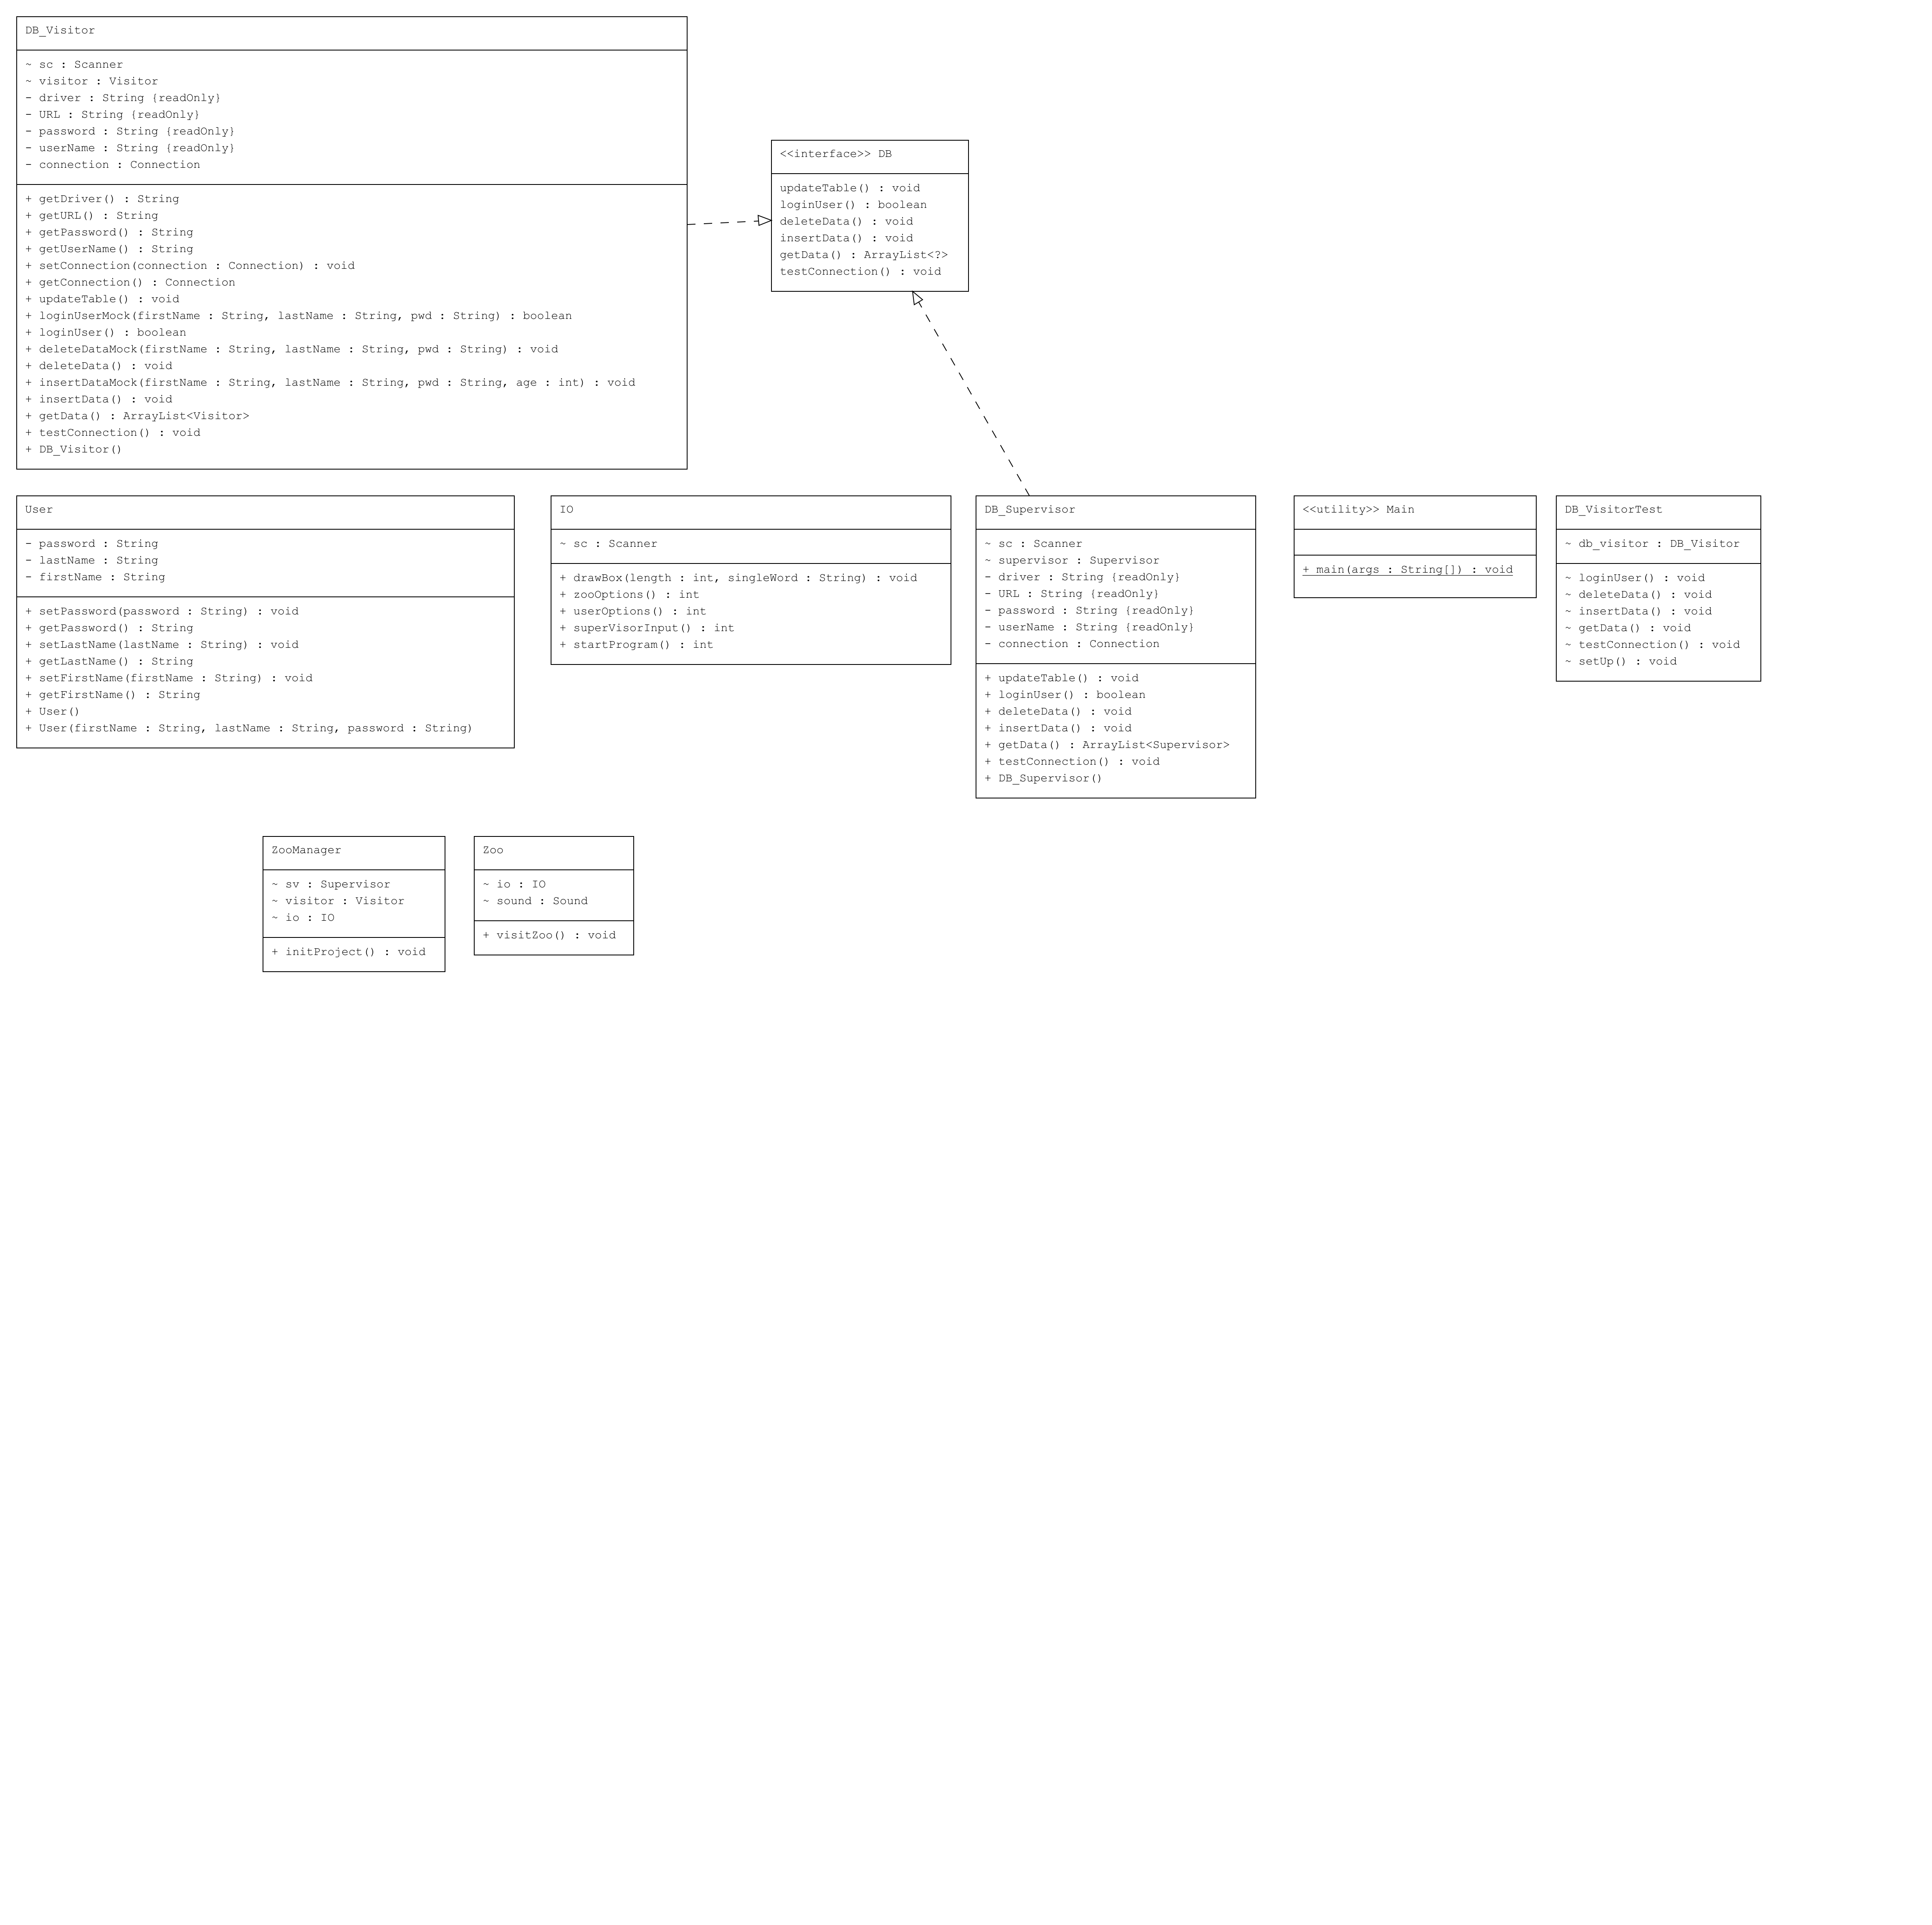 DB_Visitor
~ sc : Scanner
~ visitor : Visitor
- driver : String {readOnly}
- URL : String {readOnly}
- password : String {readOnly}
- userName : String {readOnly}
- connection : Connection
+ getDriver() : String
+ getURL() : String
+ getPassword() : String
+ getUserName() : String
+ setConnection(connection : Connection) : void
+ getConnection() : Connection
+ updateTable() : void
+ loginUserMock(firstName : String, lastName : String, pwd : String) : boolean
+ loginUser() : boolean
+ deleteDataMock(firstName : String, lastName : String, pwd : String) : void
+ deleteData() : void
+ insertDataMock(firstName : String, lastName : String, pwd : String, age : int) : void
+ insertData() : void
+ getData() : ArrayList<Visitor>
+ testConnection() : void
+ DB_Visitor()
<<interface>> DB
updateTable() : void
loginUser() : boolean
deleteData() : void
insertData() : void
getData() : ArrayList<?>
testConnection() : void
User
- password : String
- lastName : String
- firstName : String
+ setPassword(password : String) : void
+ getPassword() : String
+ setLastName(lastName : String) : void
+ getLastName() : String
+ setFirstName(firstName : String) : void
+ getFirstName() : String
+ User()
+ User(firstName : String, lastName : String, password : String)
IO
~ sc : Scanner
+ drawBox(length : int, singleWord : String) : void
+ zooOptions() : int
+ userOptions() : int
+ superVisorInput() : int
+ startProgram() : int
DB_Supervisor
~ sc : Scanner
~ supervisor : Supervisor
- driver : String {readOnly}
- URL : String {readOnly}
- password : String {readOnly}
- userName : String {readOnly}
- connection : Connection
+ updateTable() : void
+ loginUser() : boolean
+ deleteData() : void
+ insertData() : void
+ getData() : ArrayList<Supervisor>
+ testConnection() : void
+ DB_Supervisor()
<<utility>> Main
+ main(args : String[]) : void
DB_VisitorTest
~ db_visitor : DB_Visitor
~ loginUser() : void
~ deleteData() : void
~ insertData() : void
~ getData() : void
~ testConnection() : void
~ setUp() : void
ZooManager
~ sv : Supervisor
~ visitor : Visitor
~ io : IO
+ initProject() : void
Zoo
~ io : IO
~ sound : Sound
+ visitZoo() : void